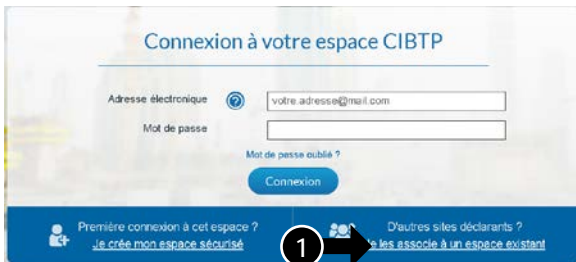 Connexion à votre espace CIBTP
Adresse électronique ?
votre.adresse@mail.com
Mot de passe
Mot de passe oublié ?
Connexion
Première connexion à cet espace ?
Je crée mon espace sécurisé
D'autres sites déclarants ?
1
les associe à un espace existant